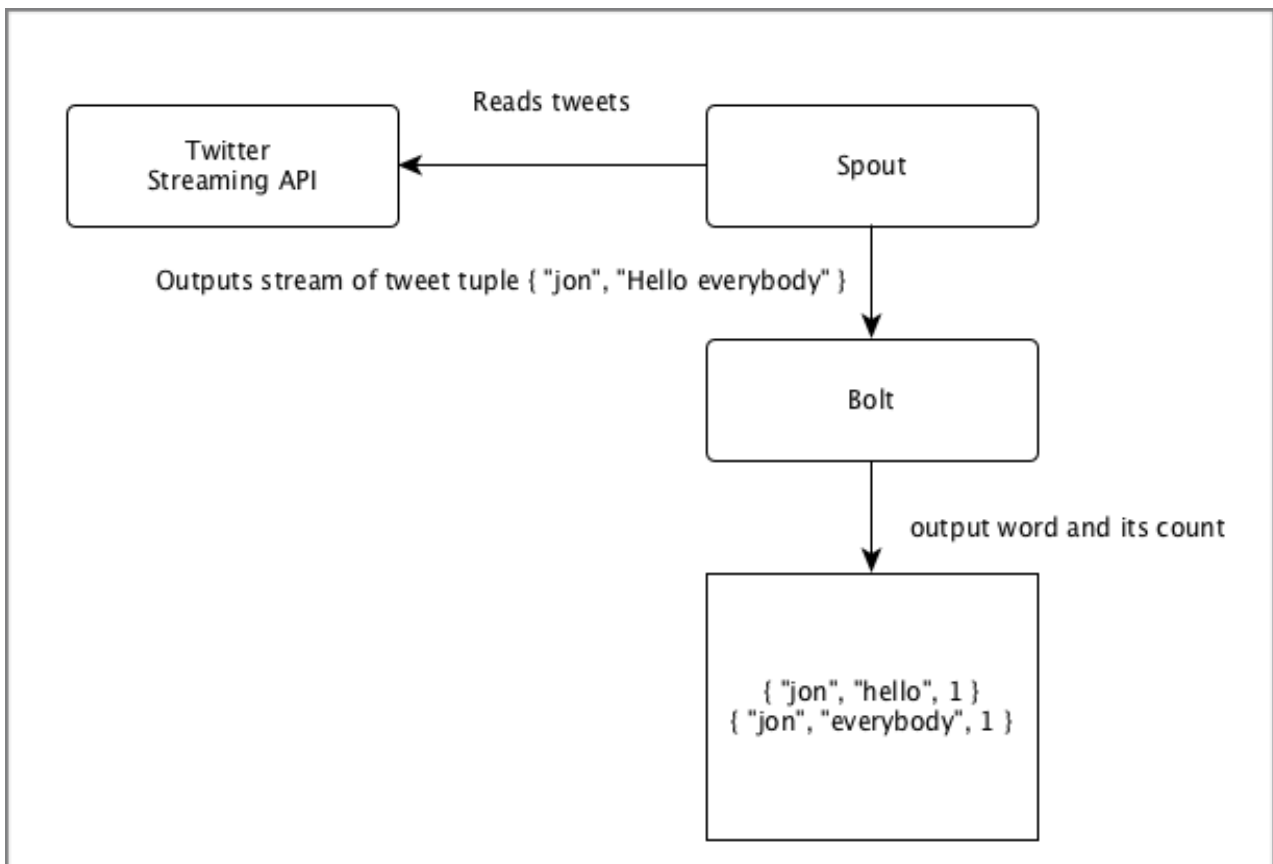 Reads tweets
Twitter
Streaming API
Spout
Outputs stream of tweet tuple { "jon", "Hello everybody" }
Bolt
output word and its count
{ "jon", "hello", 1 }
{ "jon", "everybody", 1 }